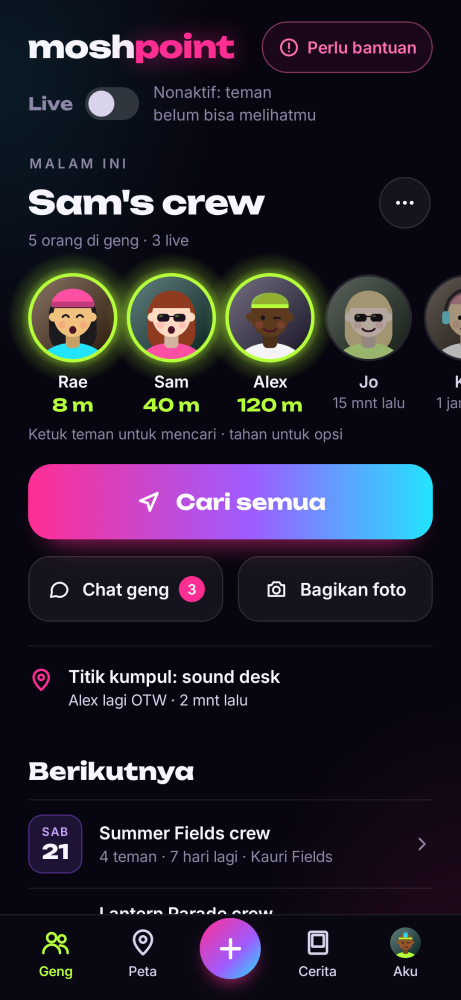 moshpoint
Perlu bantuan
Live
Nonaktif: teman
belum bisa melihatmu
MALAM INI
Sam's crew
5 orang di geng · 3 live
Rae
8 m
Sam
40 m
Alex
120 m
Jo
15 mnt lalu
Ketuk teman untuk mencari · tahan untuk opsi
Cari semua
Chat geng 3
Bagikan foto
Titik kumpul: sound desk
Alex lagi OTW · 2 mnt lalu
Berikutnya
SAB
21
Summer Fields crew
4 teman · 7 hari lagi · Kauri Fields
Lantern Parade crew
Geng
Peta
Cerita
Aku